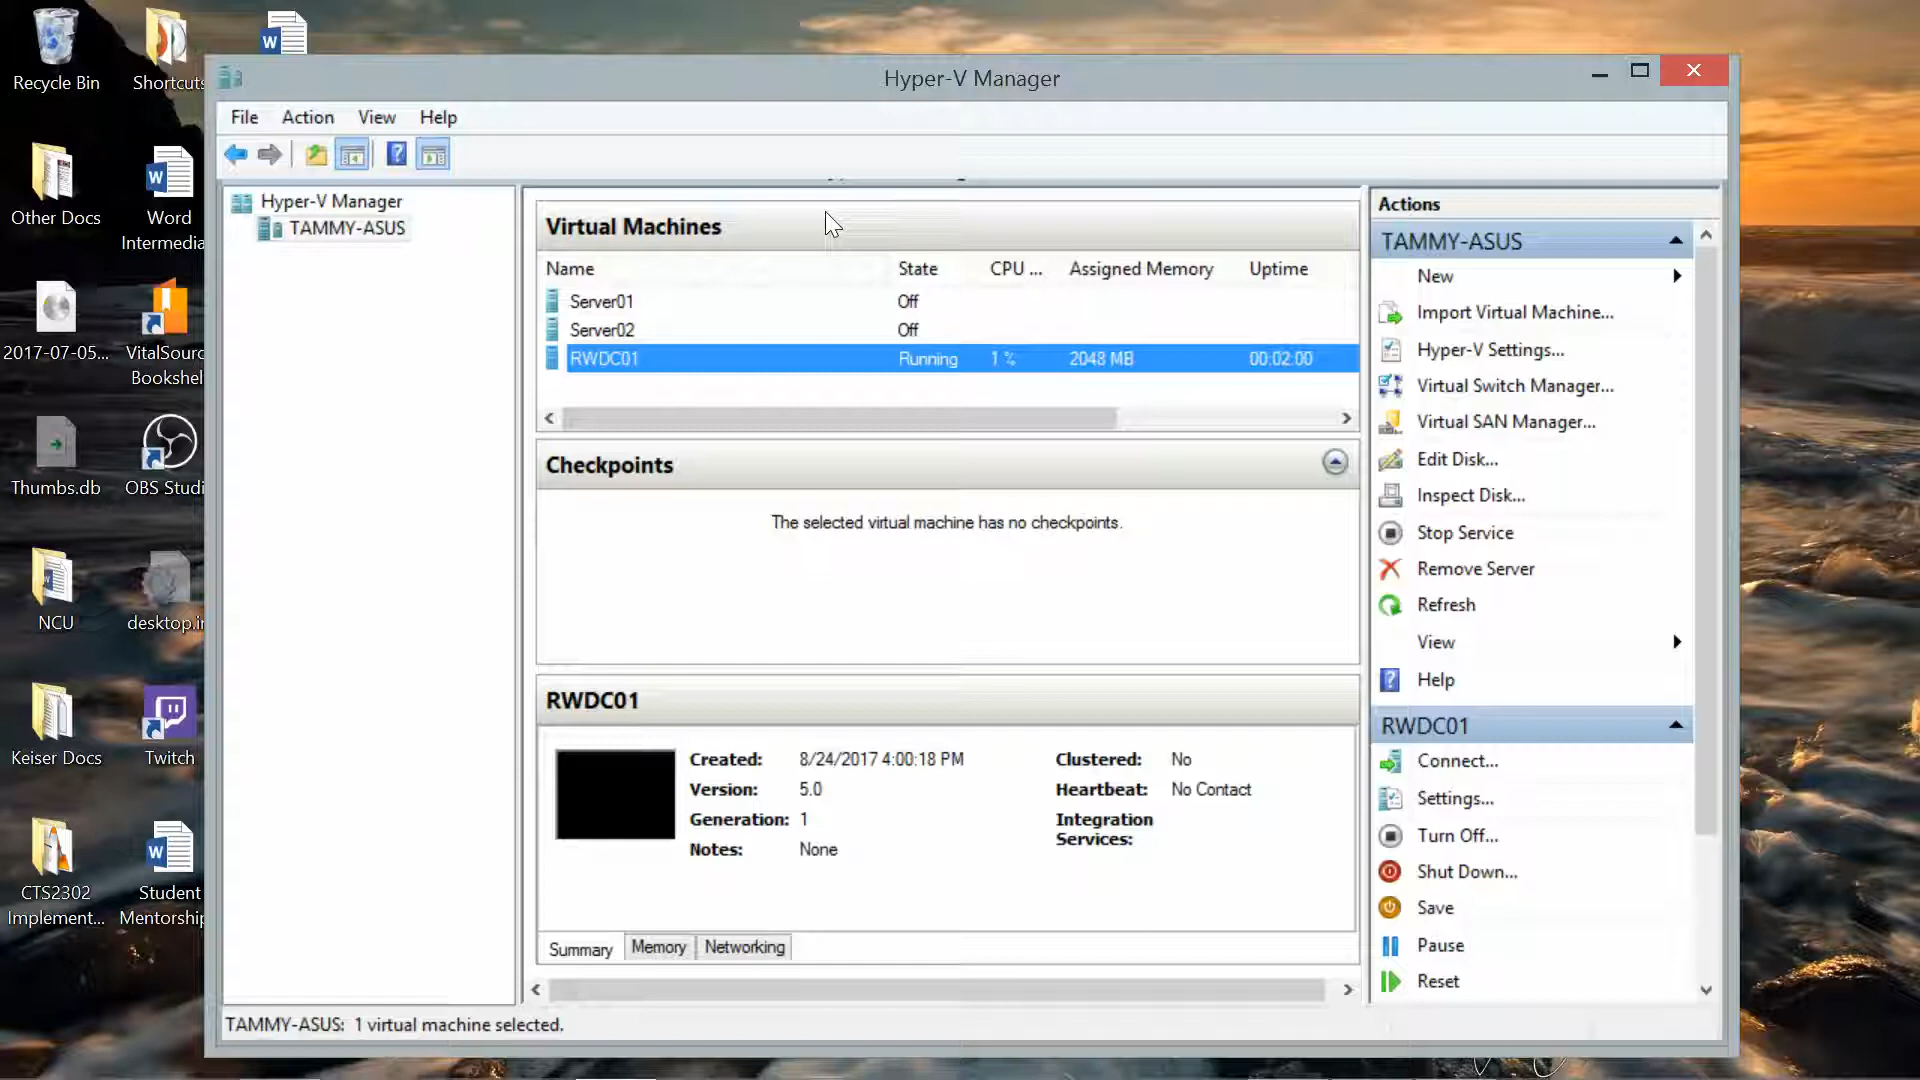 Recycle Bin
Shortcuts
Other Docs
Word
Intermedia
2017-07-05...
VitalSourc
Bookshel
Thumbs.db
OBS Studi
NCU
desktop.i
Keiser Docs
Twitch
CTS2302
Implement...
Student
Mentorship
Hyper-V Manager
File Action View Help
Hyper-V Manager
TAMMY-ASUS
Virtual Machines
Name State CPU ... Assigned Memory Uptime
Server01 Off
Server02 Off
RWDC01 Running 1 % 2048 MB 00:02:00
Checkpoints
The selected virtual machine has no checkpoints.
RWDC01
Created: 8/24/2017 4:00:18 PM Clustered: No
Version: 5.0 Heartbeat: No Contact
Generation: 1 Integration
Services:
Notes: None
Summary Memory Networking
Actions
TAMMY-ASUS
New
Import Virtual Machine...
Hyper-V Settings...
Virtual Switch Manager...
Virtual SAN Manager...
Edit Disk...
Inspect Disk...
Stop Service
Remove Server
Refresh
View
Help
RWDC01
Connect...
Settings...
Turn Off...
Shut Down...
Save
Pause
Reset
TAMMY-ASUS: 1 virtual machine selected.